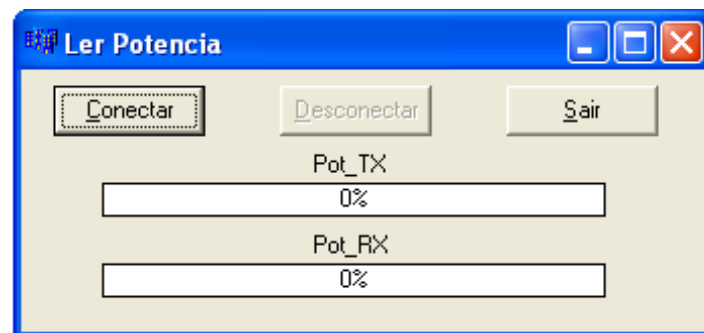 Ler Potencia
Conectar Desconectar Sair
Pot_TX
0%
Pot_RX
0%